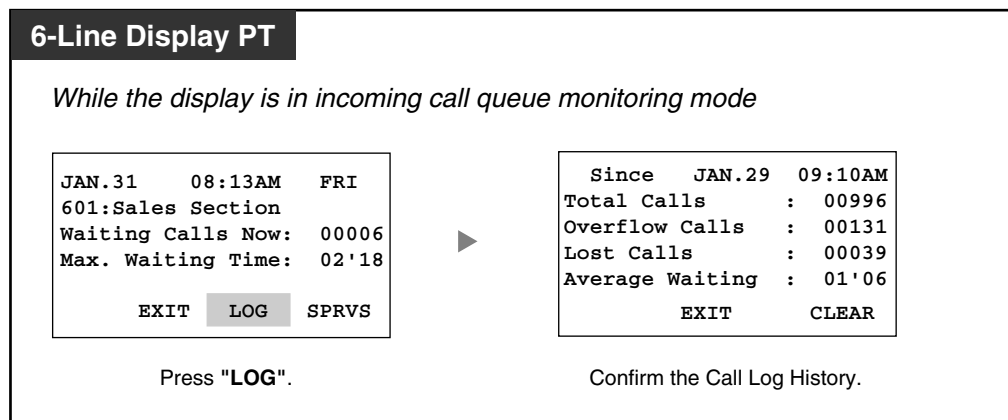 6-Line Display PT
While the display is in incoming call queue monitoring mode
JAN.31 08:13AM FRI
601:Sales Section
Waiting Calls Now: 00006
Max. Waiting Time: 02'18
EXIT LOG SPRVS
Press "LOG".
Since JAN.29 09:10AM
Total Calls : 00996
Overflow Calls : 00131
Lost Calls : 00039
Average Waiting : 01'06
EXIT CLEAR
Confirm the Call Log History.